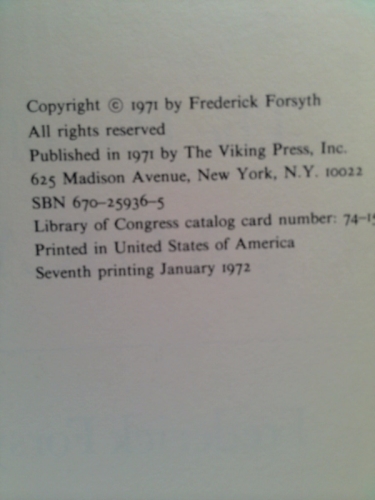 Copyright © 1971 by Frederick Forsyth
All rights reserved
Published in 1971 by The Viking Press, Inc.
625 Madison Avenue, New York, N.Y. 10022
SBN 670-25936-5
Library of Congress catalog card number: 74-15
Printed in United States of America
Seventh printing January 1972